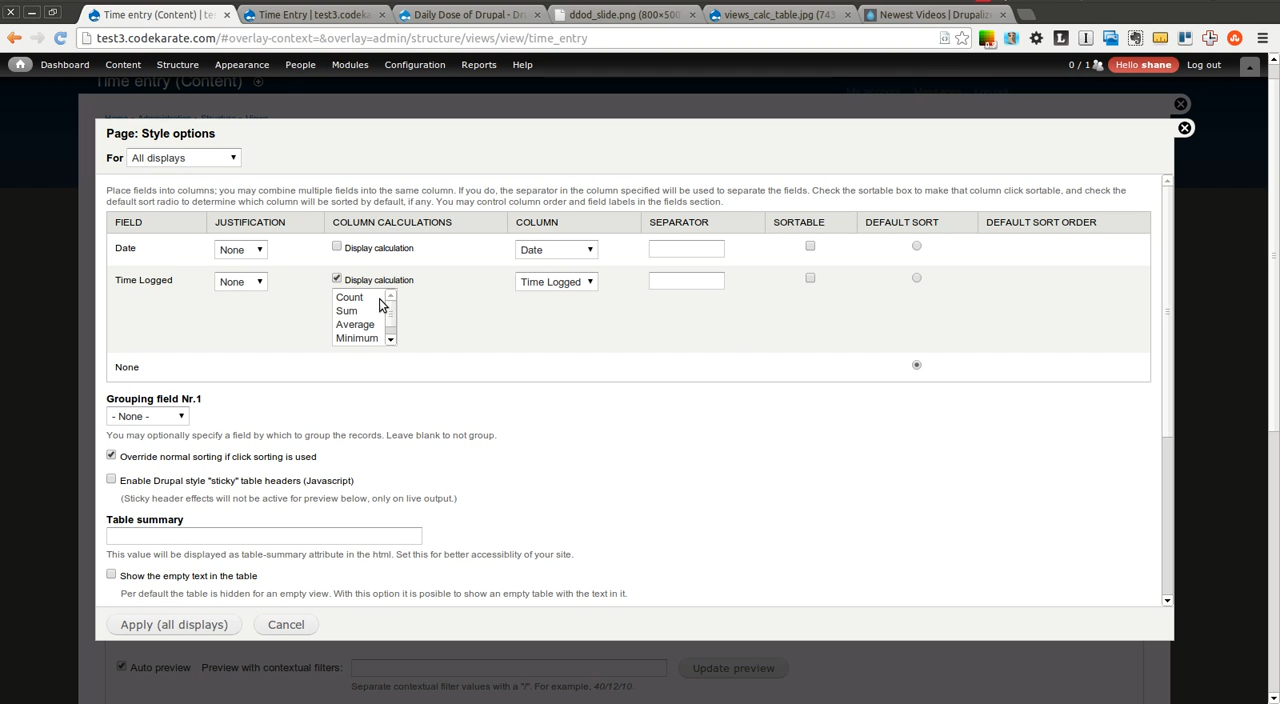 Time entry (Content) | te
Time Entry | test3.codeka
Daily Dose of Drupal - Dr
ddod_slide.png (800×500
views_calc_table.jpg (743
Newest Videos | Drupaliz
test3.codekarate.com/#overlay-context=&overlay=admin/structure/views/view/time_entry
Dashboard Content Structure Appearance People Modules Configuration Reports Help
0 / 1
Hello shane
Log out
Time entry (Content)
Page: Style options
For All displays
Place fields into columns; you may combine multiple fields into the same column. If you do, the separator in the column specified will be used to separate the fields. Check the sortable box to make that column click sortable, and check the
default sort radio to determine which column will be sorted by default, if any. You may control column order and field labels in the fields section.
FIELD JUSTIFICATION COLUMN CALCULATIONS COLUMN SEPARATOR SORTABLE DEFAULT SORT DEFAULT SORT ORDER
Date None Display calculation Date
Time Logged None Display calculation Time Logged
Count
Sum
Average
Minimum
None
Grouping field Nr.1
- None -
You may optionally specify a field by which to group the records. Leave blank to not group.
Override normal sorting if click sorting is used
Enable Drupal style "sticky" table headers (Javascript)
(Sticky header effects will not be active for preview below, only on live output.)
Table summary
This value will be displayed as table-summary attribute in the html. Set this for better accessiblity of your site.
Show the empty text in the table
Per default the table is hidden for an empty view. With this option it is posible to show an empty table with the text in it.
Apply (all displays) Cancel
Auto preview Preview with contextual filters: Update preview
Separate contextual filter values with a "/". For example, 40/12/10.